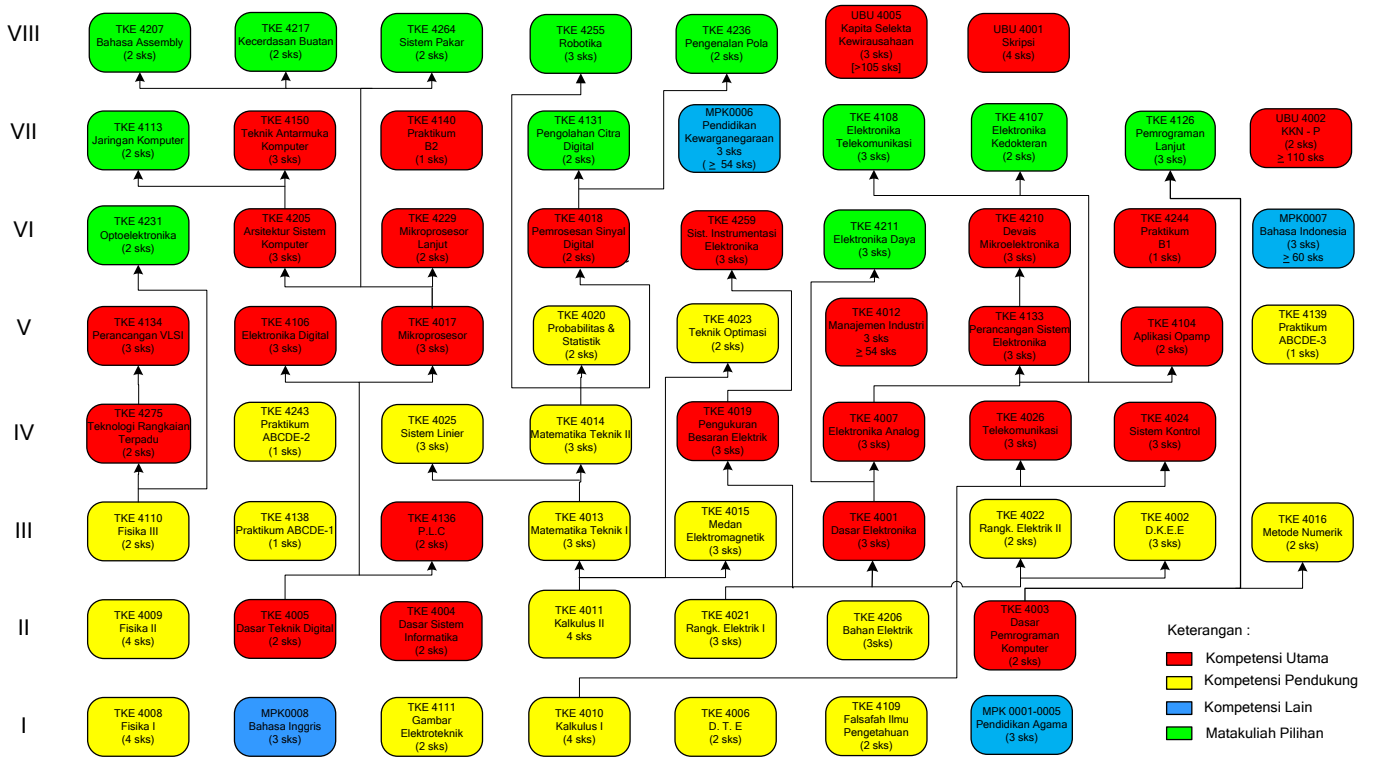 VIII
TKE 4207
Bahasa Assembly
(2 sks)
TKE 4217
Kecerdasan Buatan
(2 sks)
TKE 4264
Sistem Pakar
(2 sks)
TKE 4255
Robotika
(3 sks)
TKE 4236
Pengenalan Pola
(2 sks)
UBU 4005
Kapita Selekta
Kewirausahaan
(3 sks)
[>105 sks]
UBU 4001
Skripsi
(4 sks)
VII
TKE 4113
Jaringan Komputer
(2 sks)
TKE 4150
Teknik Antarmuka
Komputer
(3 sks)
TKE 4140
Praktikum
B2
(1 sks)
TKE 4131
Pengolahan Citra
Digital
(2 sks)
MPK0006
Pendidikan
Kewarganegaraan
3 sks
( ≥ 54 sks)
TKE 4108
Elektronika
Telekomunikasi
(3 sks)
TKE 4107
Elektronika
Kedokteran
(2 sks)
TKE 4126
Pemrograman
Lanjut
(3 sks)
UBU 4002
KKN - P
(2 sks)
≥ 110 sks
VI
TKE 4231
Optoelektronika
(2 sks)
TKE 4205
Arsitektur Sistem
Komputer
(3 sks)
TKE 4229
Mikroprosesor
Lanjut
(2 sks)
TKE 4018
Pemrosesan Sinyal
Digital
(2 sks)
TKE 4259
Sist. Instrumentasi
Elektronika
(3 sks)
TKE 4211
Elektronika Daya
(3 sks)
TKE 4210
Devais
Mikroelektronika
(3 sks)
TKE 4244
Praktikum
B1
(1 sks)
MPK0007
Bahasa Indonesia
(3 sks)
≥ 60 sks
V
TKE 4134
Perancangan VLSI
(3 sks)
TKE 4106
Elektronika Digital
(3 sks)
TKE 4017
Mikroprosesor
(3 sks)
TKE 4020
Probabilitas &
Statistik
(2 sks)
TKE 4023
Teknik Optimasi
(2 sks)
TKE 4012
Manajemen Industri
3 sks
≥ 54 sks
TKE 4133
Perancangan Sistem
Elektronika
(3 sks)
TKE 4104
Aplikasi Opamp
(2 sks)
TKE 4139
Praktikum
ABCDE-3
(1 sks)
IV
TKE 4275
Teknologi Rangkaian
Terpadu
(2 sks)
TKE 4243
Praktikum
ABCDE-2
(1 sks)
TKE 4025
Sistem Linier
(3 sks)
TKE 4014
Matematika Teknik II
(3 sks)
TKE 4019
Pengukuran
Besaran Elektrik
(3 sks)
TKE 4007
Elektronika Analog
(3 sks)
TKE 4026
Telekomunikasi
(3 sks)
TKE 4024
Sistem Kontrol
(3 sks)
III
TKE 4110
Fisika III
(2 sks)
TKE 4138
Praktikum ABCDE-1
(1 sks)
TKE 4136
P.L.C
(2 sks)
TKE 4013
Matematika Teknik I
(3 sks)
TKE 4015
Medan
Elektromagnetik
(3 sks)
TKE 4001
Dasar Elektronika
(3 sks)
TKE 4022
Rangk. Elektrik II
(2 sks)
TKE 4002
D.K.E.E
(3 sks)
TKE 4016
Metode Numerik
(2 sks)
II
TKE 4009
Fisika II
(4 sks)
TKE 4005
Dasar Teknik Digital
(2 sks)
TKE 4004
Dasar Sistem
Informatika
(2 sks)
TKE 4011
Kalkulus II
4 sks
TKE 4021
Rangk. Elektrik I
(3 sks)
TKE 4206
Bahan Elektrik
(3sks)
TKE 4003
Dasar
Pemrograman
Komputer
(2 sks)
I
TKE 4008
Fisika I
(4 sks)
MPK0008
Bahasa Inggris
(3 sks)
TKE 4111
Gambar
Elektroteknik
(2 sks)
TKE 4010
Kalkulus I
(4 sks)
TKE 4006
D. T. E
(2 sks)
TKE 4109
Falsafah Ilmu
Pengetahuan
(2 sks)
MPK 0001-0005
Pendidikan Agama
(3 sks)
Keterangan :
Kompetensi Utama
Kompetensi Pendukung
Kompetensi Lain
Matakuliah Pilihan